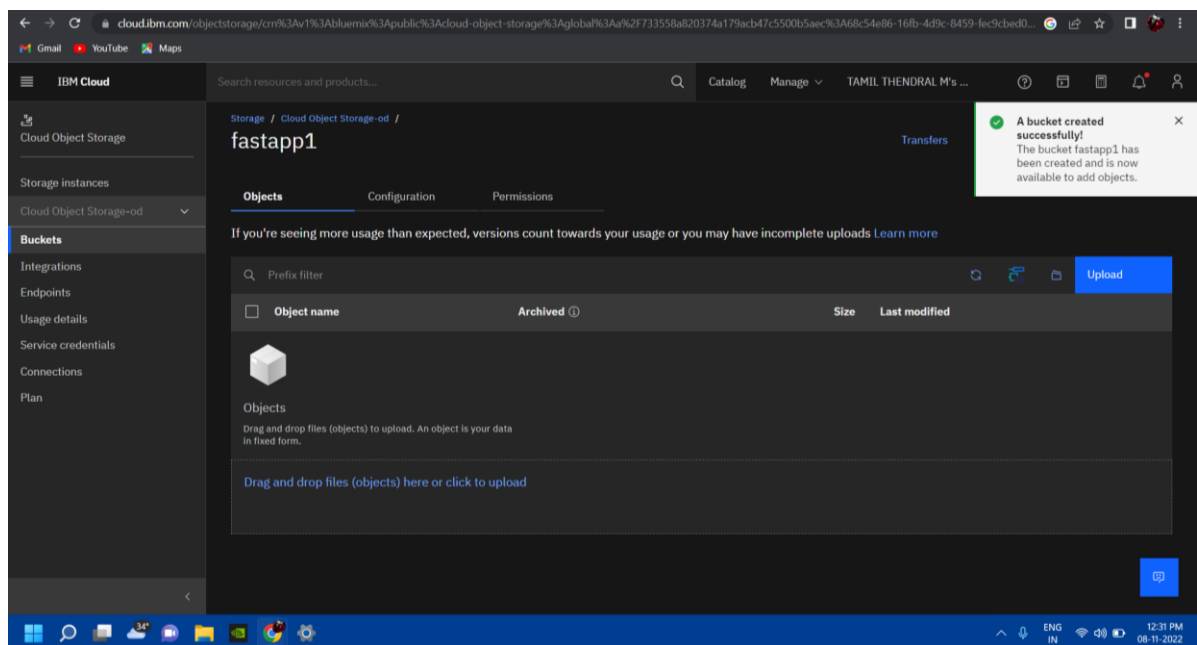 cloud.ibm.com/objectstorage/crn%3Av1%3Abluemix%3Apublic%3Acloud-object-storage%3Aglobal%3Aa%2F733558a820374a179acb47c5500b5aec%3A68c54e86-16fb-4d9c-8459-fec9cbed0...
Gmail YouTube Maps
IBM Cloud
Search resources and products...
Catalog Manage TAMIL THENDRAL M's ...
Cloud Object Storage
Storage instances
Cloud Object Storage-od
Buckets
Integrations
Endpoints
Usage details
Service credentials
Connections
Plan
Storage / Cloud Object Storage-od /
fastapp1
Transfers
A bucket created
successfully!
The bucket fastapp1 has
been created and is now
available to add objects.
Objects Configuration Permissions
If you're seeing more usage than expected, versions count towards your usage or you may have incomplete uploads Learn more
Prefix filter
Upload
Object name Archived Size Last modified
Objects
Drag and drop files (objects) to upload. An object is your data
in fixed form.
Drag and drop files (objects) here or click to upload
34°
ENG
IN
12:31 PM
08-11-2022